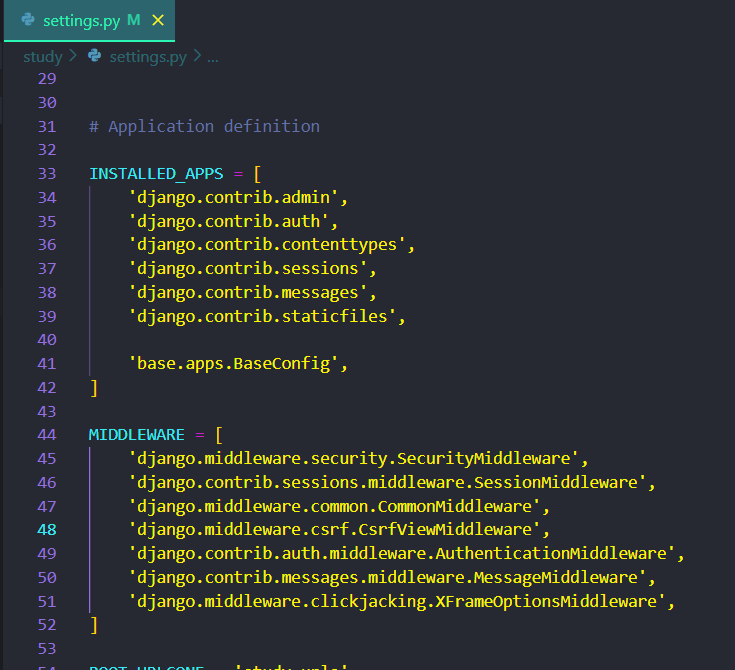 settings.py M
study > settings.py > ...
29
30
31 # Application definition
32
33 INSTALLED_APPS = [
34     'django.contrib.admin',
35     'django.contrib.auth',
36     'django.contrib.contenttypes',
37     'django.contrib.sessions',
38     'django.contrib.messages',
39     'django.contrib.staticfiles',
40
41     'base.apps.BaseConfig',
42 ]
43
44 MIDDLEWARE = [
45     'django.middleware.security.SecurityMiddleware',
46     'django.contrib.sessions.middleware.SessionMiddleware',
47     'django.middleware.common.CommonMiddleware',
48     'django.middleware.csrf.CsrfViewMiddleware',
49     'django.contrib.auth.middleware.AuthenticationMiddleware',
50     'django.contrib.messages.middleware.MessageMiddleware',
51     'django.middleware.clickjacking.XFrameOptionsMiddleware',
52 ]
53